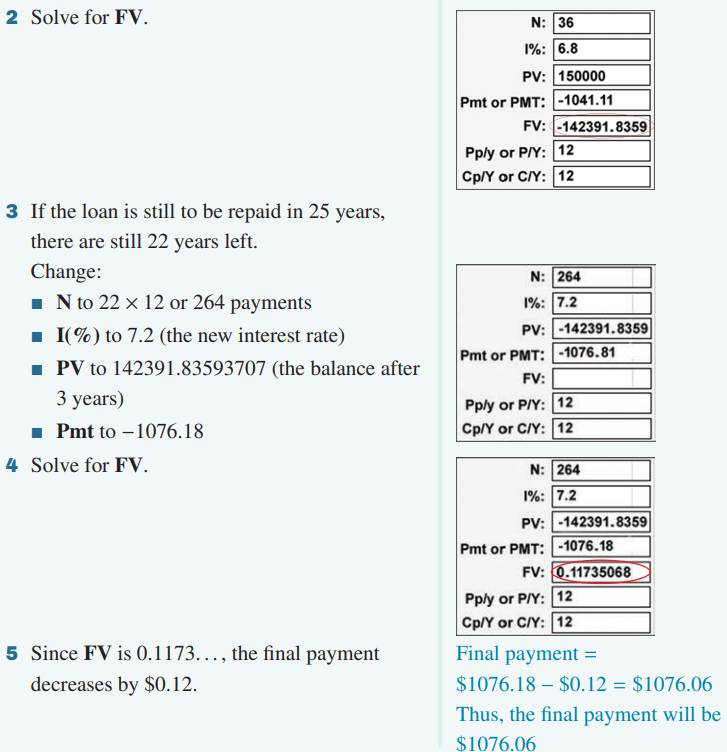 2 Solve for FV.
N: 36
I%: 6.8
PV: 150000
Pmt or PMT: -1041.11
FV: -142391.8359
Pp/y or P/Y: 12
Cp/Y or C/Y: 12
3 If the loan is still to be repaid in 25 years,
there are still 22 years left.
Change:
■ N to 22 × 12 or 264 payments
■ I(%) to 7.2 (the new interest rate)
■ PV to 142391.83593707 (the balance after
3 years)
■ Pmt to −1076.18
N: 264
I%: 7.2
PV: -142391.8359
Pmt or PMT: -1076.81
FV:
Pp/y or P/Y: 12
Cp/Y or C/Y: 12
4 Solve for FV.
N: 264
I%: 7.2
PV: -142391.8359
Pmt or PMT: -1076.18
FV: 0.11735068
Pp/y or P/Y: 12
Cp/Y or C/Y: 12
5 Since FV is 0.1173..., the final payment
decreases by $0.12.
Final payment =
$1076.18 − $0.12 = $1076.06
Thus, the final payment will be
$1076.06